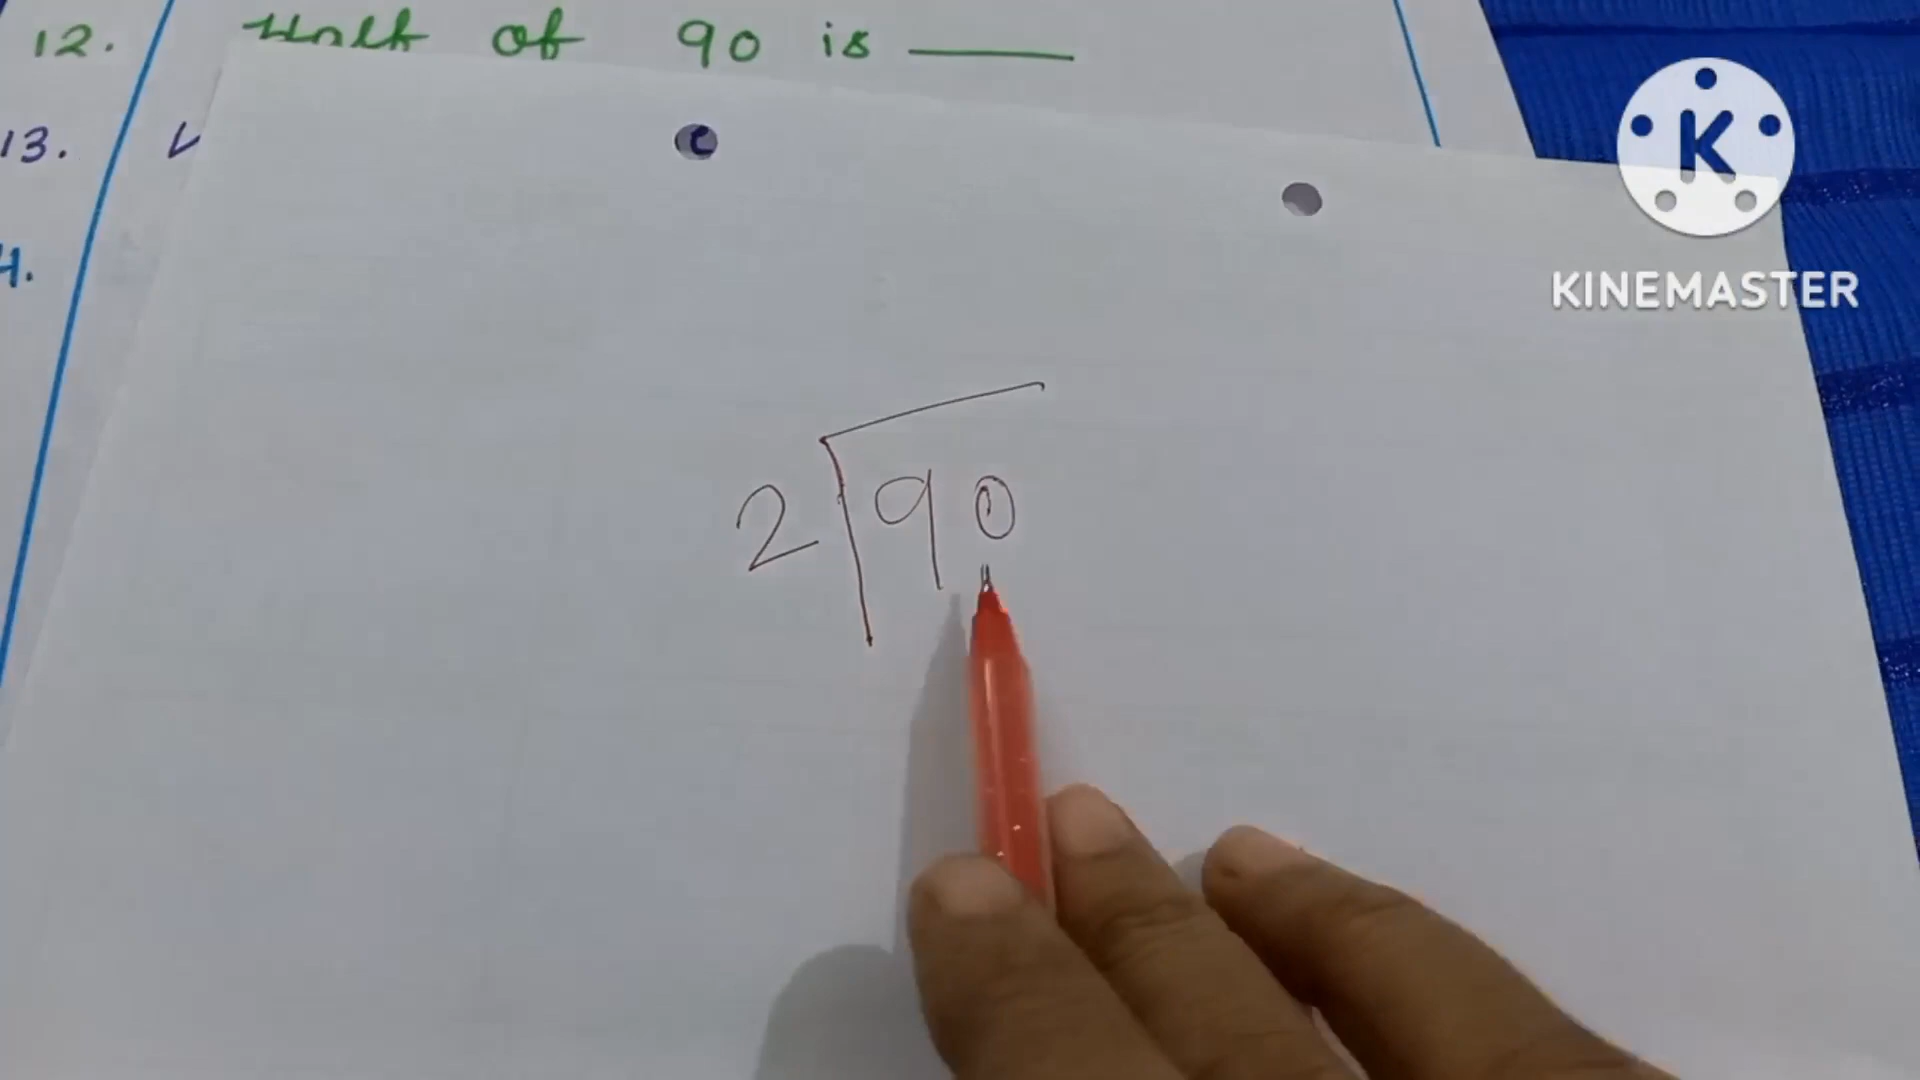 12. Half of 90 is ____
13.
4.
K
KINEMASTER
2 90